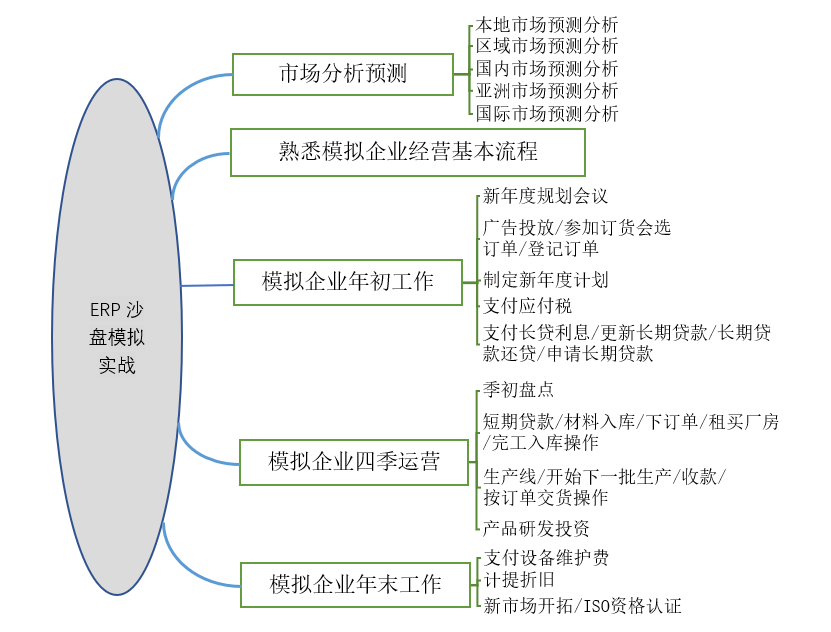 ERP 沙
盘模拟
实战
市场分析预测
本地市场预测分析
区域市场预测分析
国内市场预测分析
亚洲市场预测分析
国际市场预测分析
熟悉模拟企业经营基本流程
模拟企业年初工作
新年度规划会议
广告投放/参加订货会选
订单/登记订单
制定新年度计划
支付应付税
支付长贷利息/更新长期贷款/长期贷
款还贷/申请长期贷款
模拟企业四季运营
季初盘点
短期贷款/材料入库/下订单/租买厂房
/完工入库操作
生产线/开始下一批生产/收款/
按订单交货操作
产品研发投资
模拟企业年末工作
支付设备维护费
计提折旧
新市场开拓/ISO资格认证